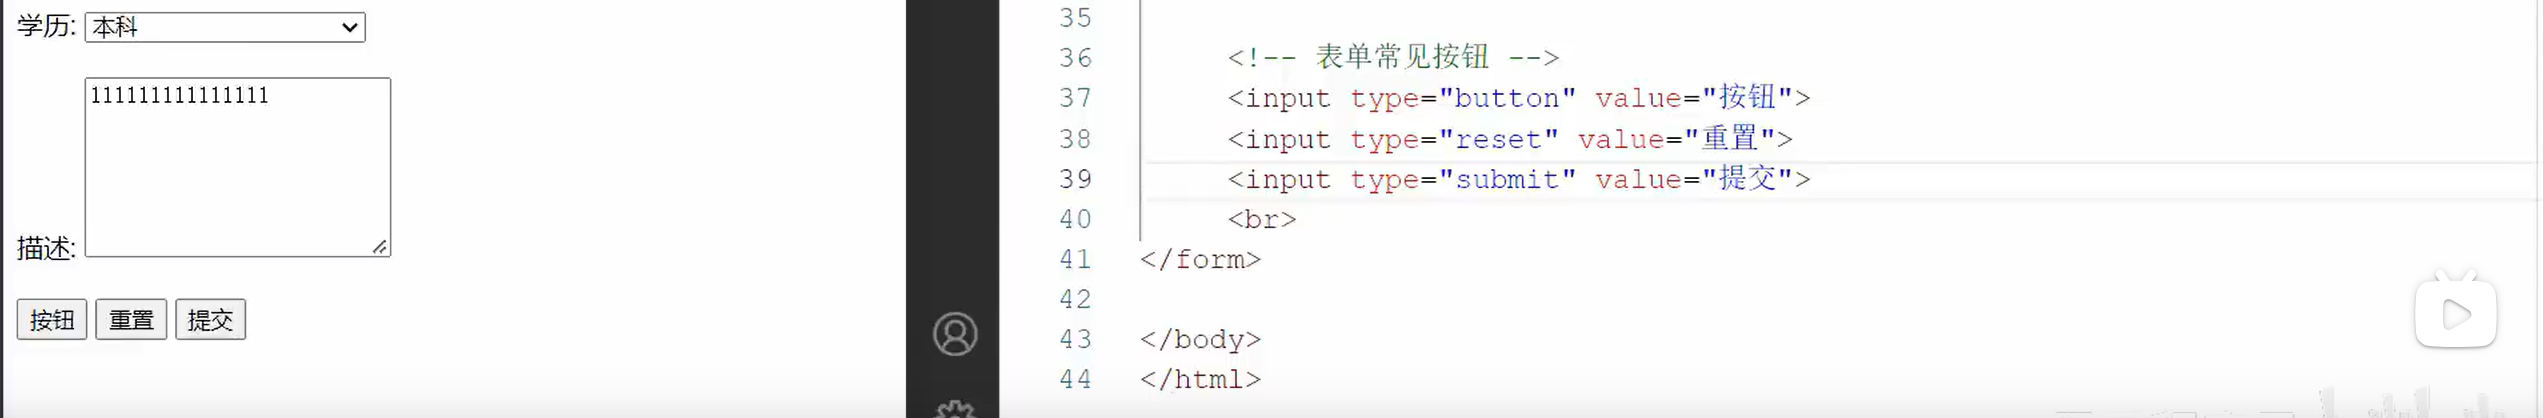 学历: 本科
111111111111111
描述:
按钮 重置 提交
35
36 <!-- 表单常见按钮 -->
37 <input type="button" value="按钮">
38 <input type="reset" value="重置">
39 <input type="submit" value="提交">
40 <br>
41 </form>
42
43 </body>
44 </html>